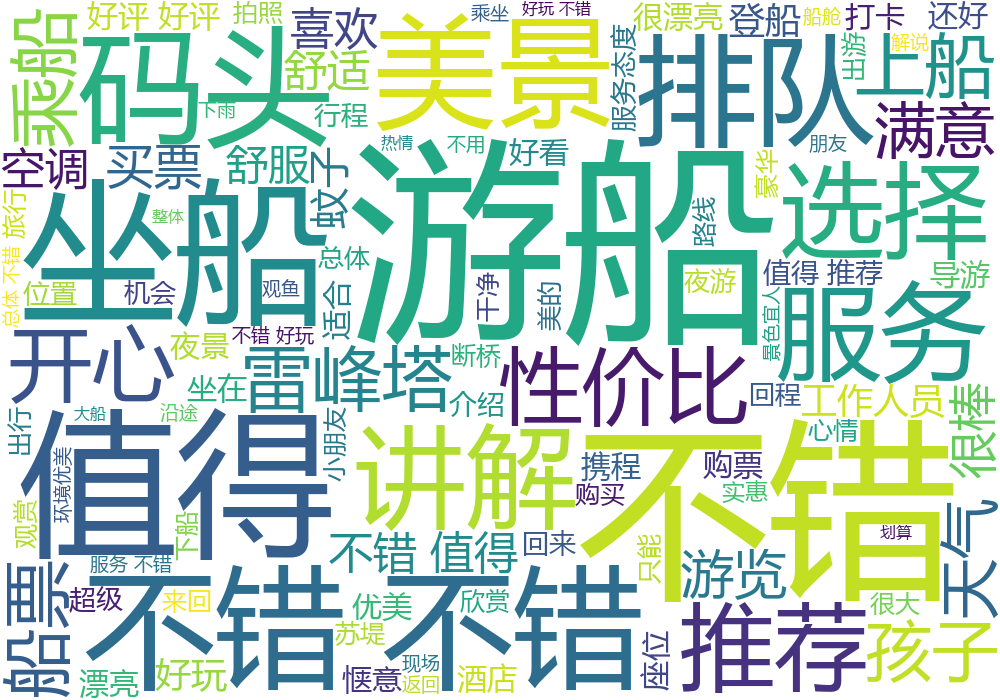 好评 好评
拍照
喜欢
乘坐
好玩 不错
很漂亮
登船
船舱
打卡
还好
乘船
码头
舒适
美景
服务态度
排队
出游
解说
上船
下雨
行程
满意
空调
买票
舒服
蚊子
热情
不用
好看
朋友
豪华
选择
旅行
整体
坐船
游船
路线
总体 不错
位置
机会
总体
观鱼
适合
干净
美的
夜游
值得 推荐
导游
景色宜人
服务
开心
夜景
不错 好玩
雷峰塔
断桥
性价比
坐在
介绍
回程
工作人员
很棒
出行
大船
沿途
小朋友
值得
讲解
不错
心情
携程
购票
购买
实惠
环境优美
观赏
下船
不错 值得
回来
只能
游览
划算
天气
服务 不错
船票
超级
来回
不错 不错
优美
欣赏
苏堤
推荐
很大
孩子
漂亮
好玩
惬意
现场
返回
酒店
座位